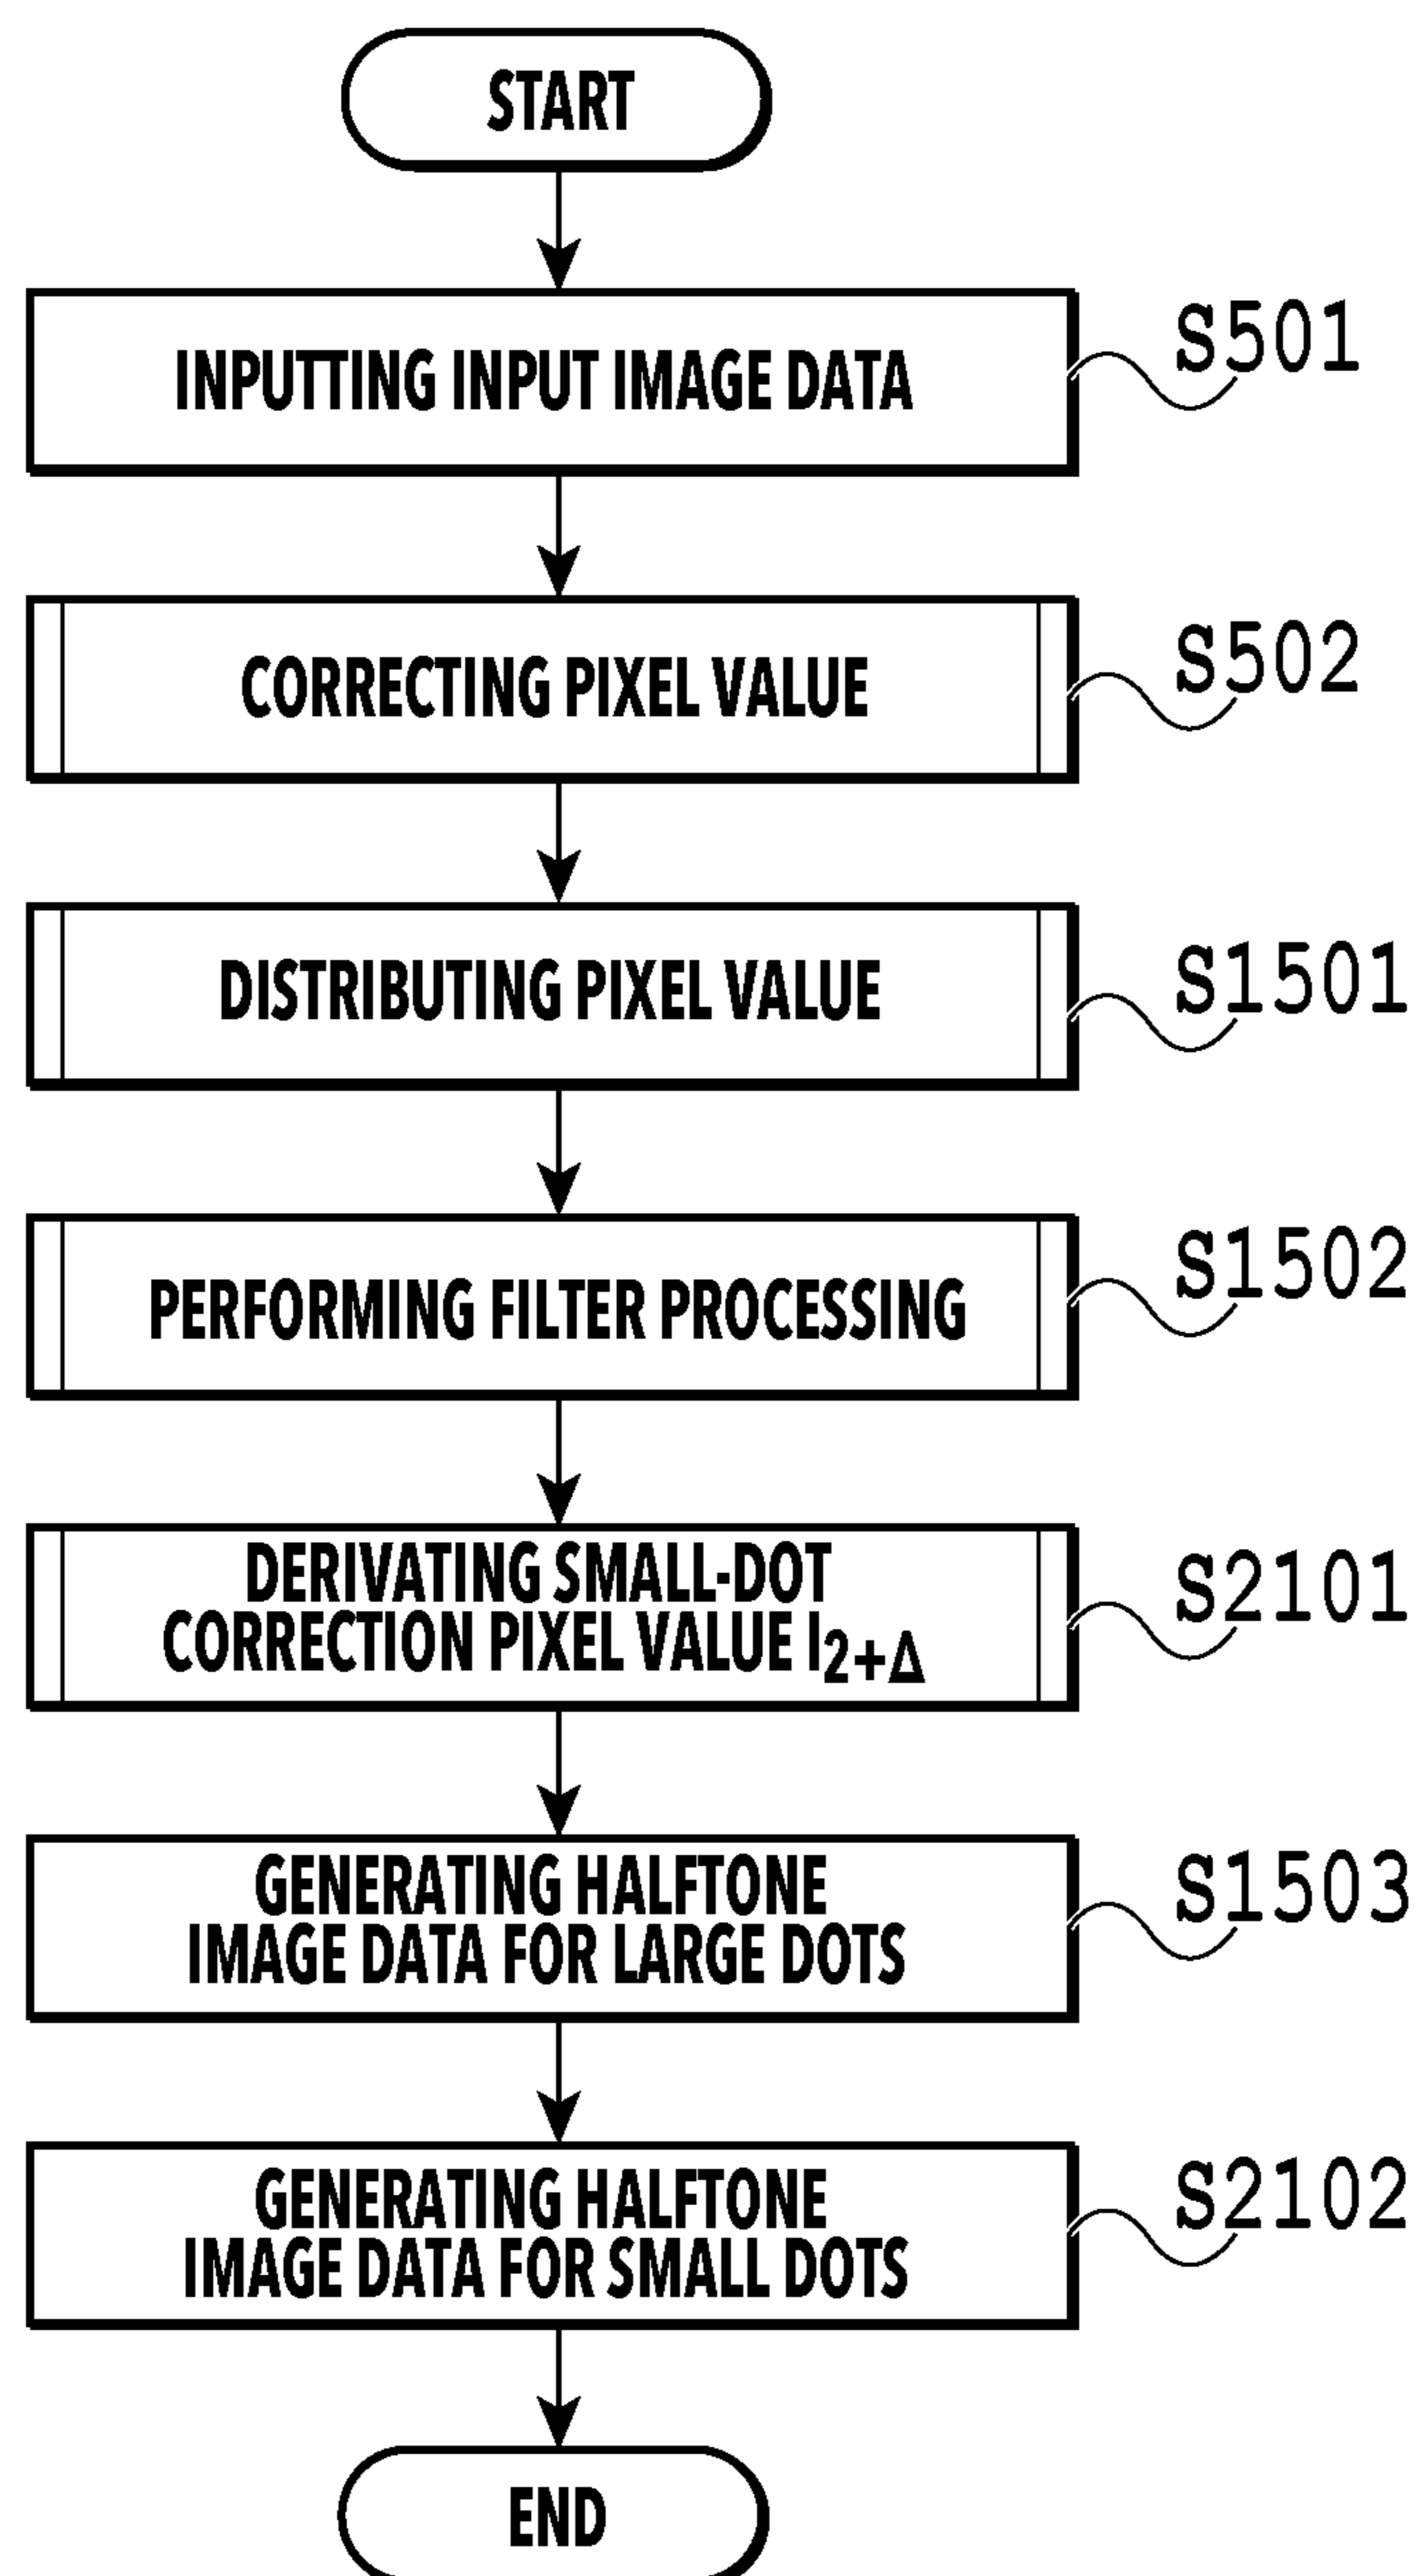 START
INPUTTING INPUT IMAGE DATA
S501
CORRECTING PIXEL VALUE
S502
DISTRIBUTING PIXEL VALUE
S1501
PERFORMING FILTER PROCESSING
S1502
DERIVATING SMALL-DOT
CORRECTION PIXEL VALUE I2+Δ
S2101
GENERATING HALFTONE
IMAGE DATA FOR LARGE DOTS
S1503
GENERATING HALFTONE
IMAGE DATA FOR SMALL DOTS
S2102
END